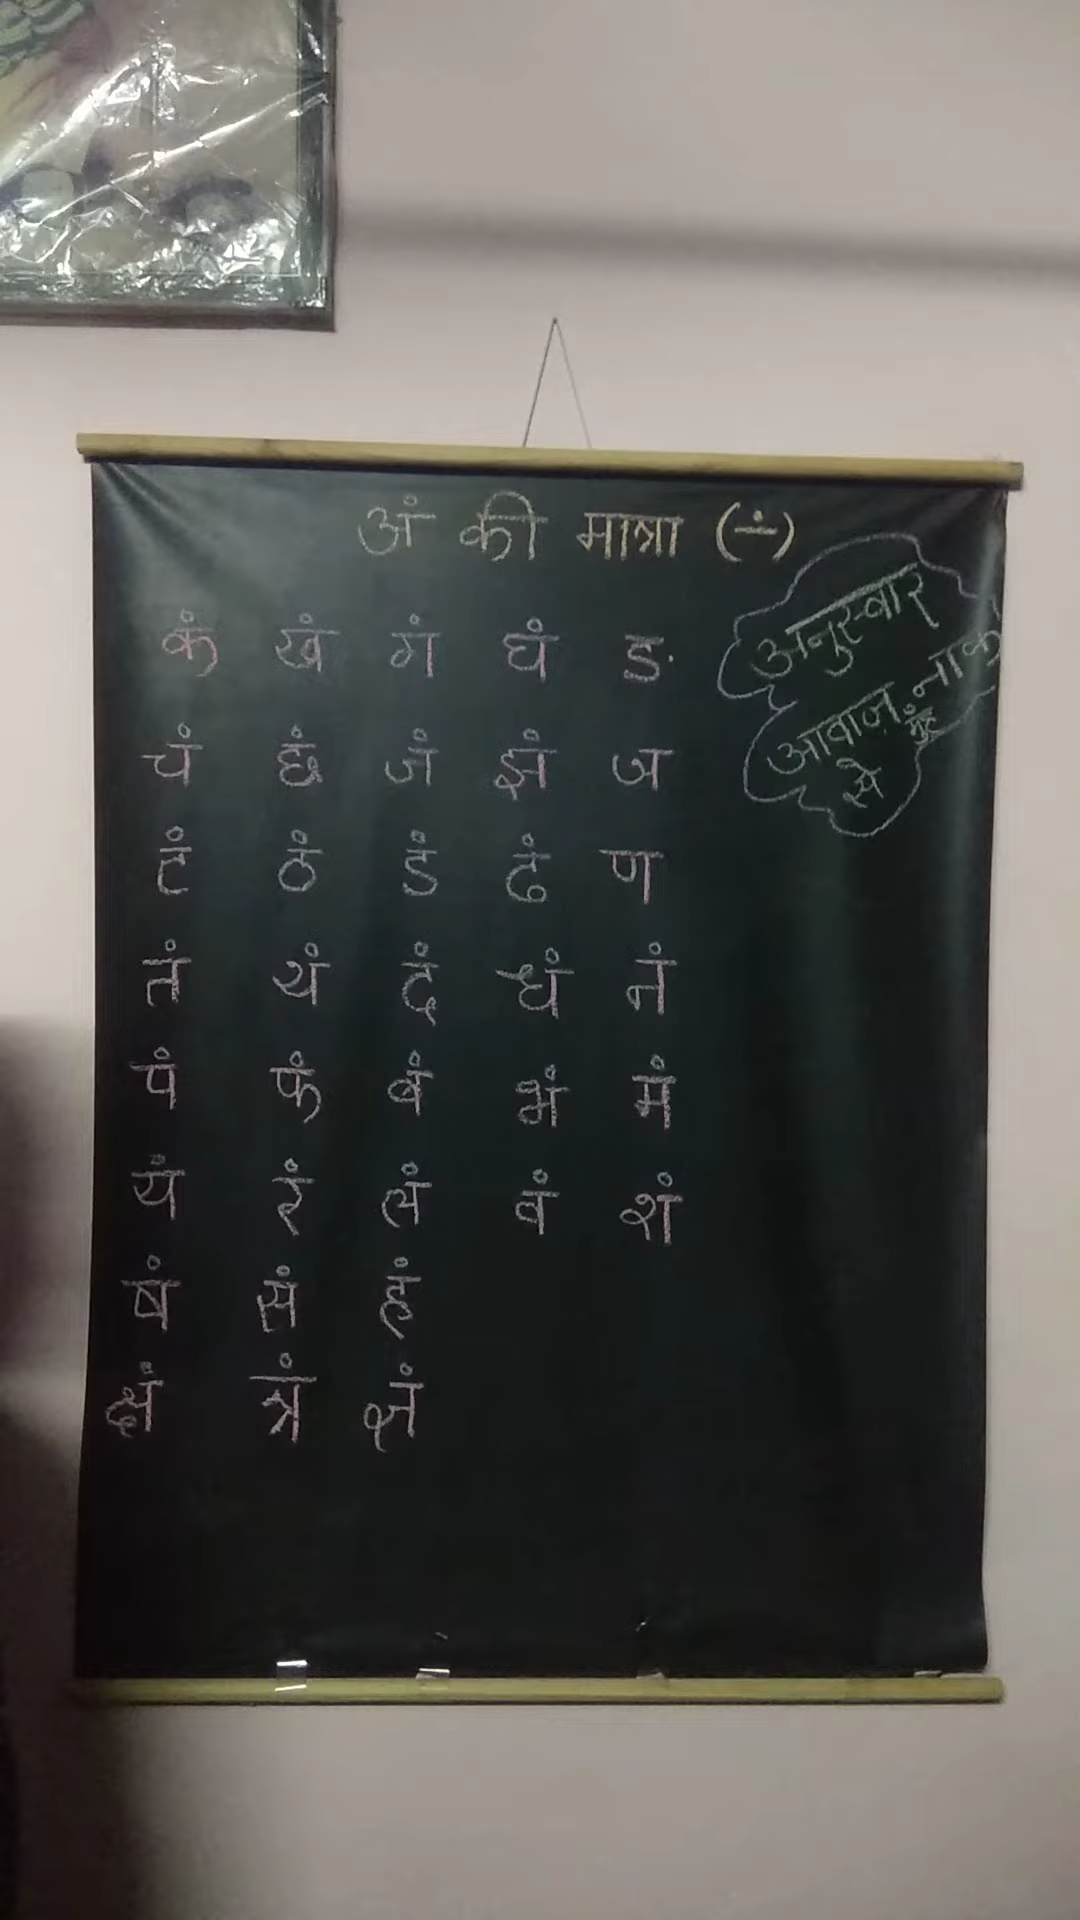 अं की मात्रा (÷)
कं खं गं घं ङ
चं छं जं झं ञ
टं ठं डं ढं ण
तं थं दं धं नं
पं फं बं भं मं
यं रं लं वं शं
षं सं हं
क्षं त्रं ज्ञं
अनुस्वार
आवाज़ नाक
मुंह
से